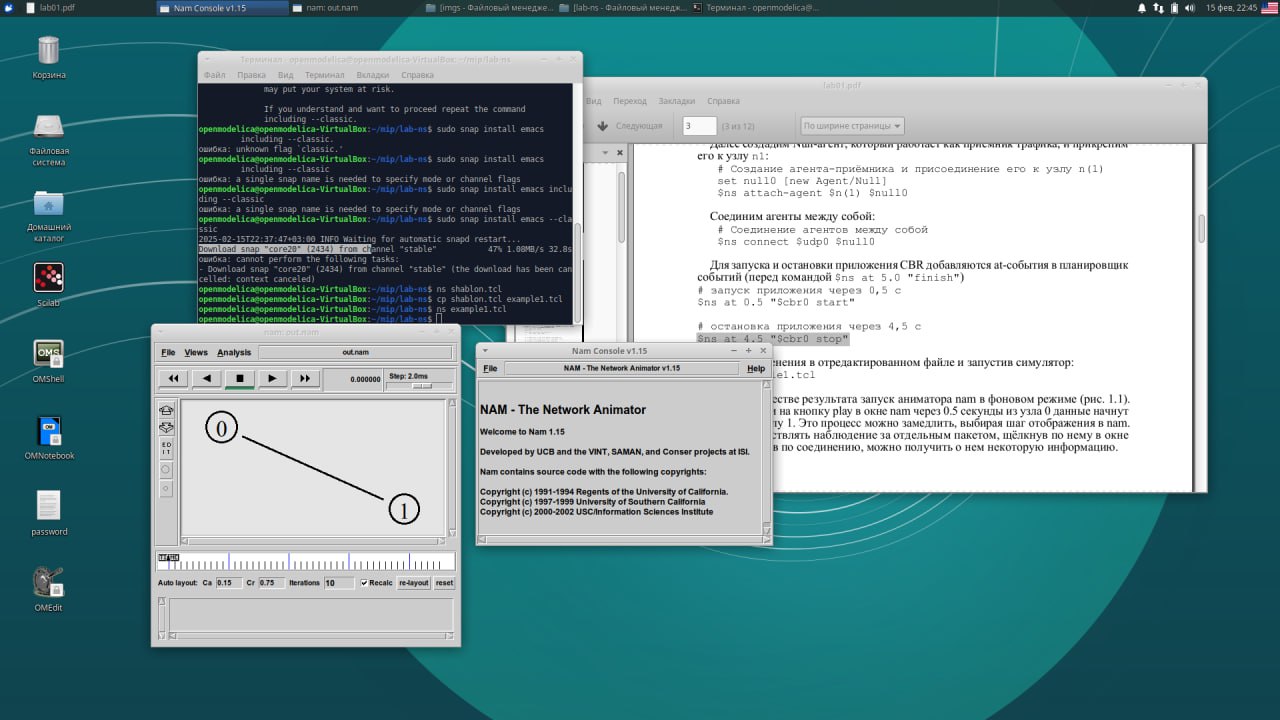 lab01.pdf
Nam Console v1.15
nam: out.nam
[imgs - Файловый менедже...
[lab-ns - Файловый менедж...
Терминал - openmodelica@...
15 фев, 22:45
Корзина
Файловая
система
Домашний
каталог
Scilab
OMShell
OMNotebook
password
OMEdit
Терминал - openmodelica@openmodelica-VirtualBox: ~/mip/lab-ns
Файл Правка Вид Терминал Вкладки Справка
may put your system at risk.
If you understand and want to proceed repeat the command
including --classic.
openmodelica@openmodelica-VirtualBox:~/mip/lab-ns$ sudo snap install emacs
including --classic.
ошибка: unknown flag `classic.'
openmodelica@openmodelica-VirtualBox:~/mip/lab-ns$ sudo snap install emacs
including --classic
ошибка: a single snap name is needed to specify mode or channel flags
openmodelica@openmodelica-VirtualBox:~/mip/lab-ns$ sudo snap install emacs inclu
ding --classic
ошибка: a single snap name is needed to specify mode or channel flags
openmodelica@openmodelica-VirtualBox:~/mip/lab-ns$ sudo snap install emacs --cla
ssic
2025-02-15T22:37:47+03:00 INFO Waiting for automatic snapd restart...
Download snap "core20" (2434) from channel "stable" 47% 1.08MB/s 32.8s
ошибка: cannot perform the following tasks:
- Download snap "core20" (2434) from channel "stable" (the download has been can
celled: context canceled)
openmodelica@openmodelica-VirtualBox:~/mip/lab-ns$ ns shablon.tcl
openmodelica@openmodelica-VirtualBox:~/mip/lab-ns$ cp shablon.tcl example1.tcl
openmodelica@openmodelica-VirtualBox:~/mip/lab-ns$ ns example1.tcl
openmodelica@openmodelica-VirtualBox:~/mip/lab-ns$
lab01.pdf
Вид Переход Закладки Справка
Следующая 3 (3 из 12) По ширине страницы
Далее создадим Null-агент, который работает как приёмник трафика, и прикрепим
его к узлу n1:
# Создание агента-приёмника и присоединение его к узлу n(1)
set null0 [new Agent/Null]
$ns attach-agent $n(1) $null0
Соединим агенты между собой:
# Соединение агентов между собой
$ns connect $udp0 $null0
Для запуска и остановки приложения CBR добавляются at-события в планировщик
событий (перед командой $ns at 5.0 "finish")
# запуск приложения через 0,5 с
$ns at 0.5 "$cbr0 start"
# остановка приложения через 4,5 с
$ns at 4.5 "$cbr0 stop"
енения в отредактированном файле и запустив симулятор:
le1.tcl
естве результата запуск аниматора nam в фоновом режиме (рис. 1.1).
и на кнопку play в окне nam через 0.5 секунды из узла 0 данные начнут
лу 1. Это процесс можно замедлить, выбирая шаг отображения в nam.
ствлять наблюдение за отдельным пакетом, щёлкнув по нему в окне
в по соединению, можно получить о нем некоторую информацию.
nam: out.nam
File Views Analysis out.nam
0.000000 Step: 2.0ms
ED
IT
0
1
Auto layout: Ca 0.15 Cr 0.75 Iterations 10 Recalc re-layout reset
Nam Console v1.15
File NAM - The Network Animator v1.15 Help
NAM - The Network Animator
Welcome to Nam 1.15
Developed by UCB and the VINT, SAMAN, and Conser projects at ISI.
Nam contains source code with the following copyrights:
Copyright (c) 1991-1994 Regents of the University of California.
Copyright (c) 1997-1999 University of Southern California
Copyright (c) 2000-2002 USC/Information Sciences Institute